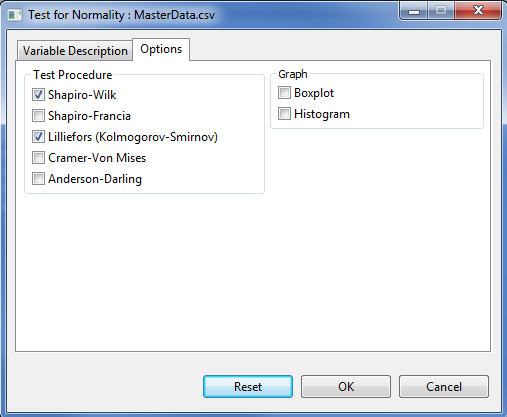 Test for Normality : MasterData.csv
Variable Description Options
Test Procedure
Shapiro-Wilk
Shapiro-Francia
Lilliefors (Kolmogorov-Smirnov)
Cramer-Von Mises
Anderson-Darling
Graph
Boxplot
Histogram
Reset OK Cancel